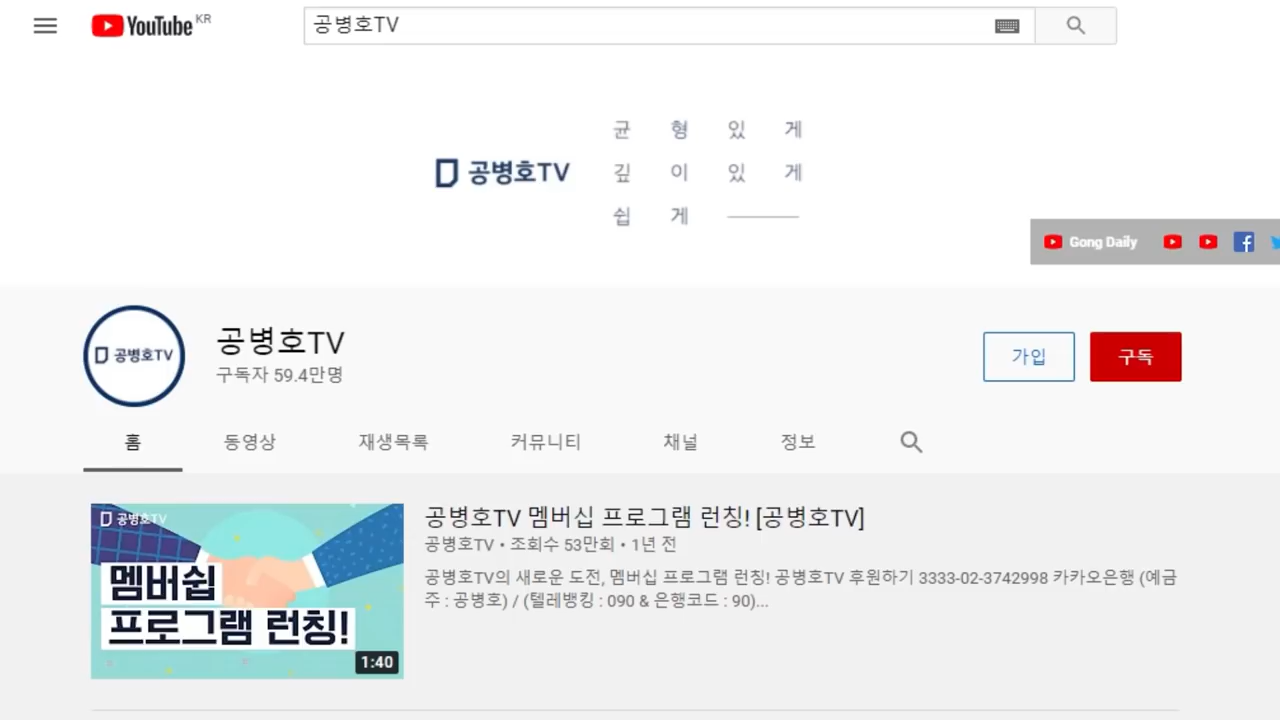 YouTube KR
공병호TV
공병호TV
균 형 있 게
깊 이 있 게
쉽 게
Gong Daily
공병호TV
공병호TV
구독자 59.4만명
가입
구독
홈 동영상 재생목록 커뮤니티 채널 정보
공병호TV
멤버쉽
프로그램 런칭!
1:40
공병호TV 멤버십 프로그램 런칭! [공병호TV]
공병호TV • 조회수 53만회 • 1년 전
공병호TV의 새로운 도전, 멤버십 프로그램 런칭! 공병호TV 후원하기 3333-02-3742998 카카오은행 (예금
주 : 공병호) / (텔레뱅킹 : 090 & 은행코드 : 90)...